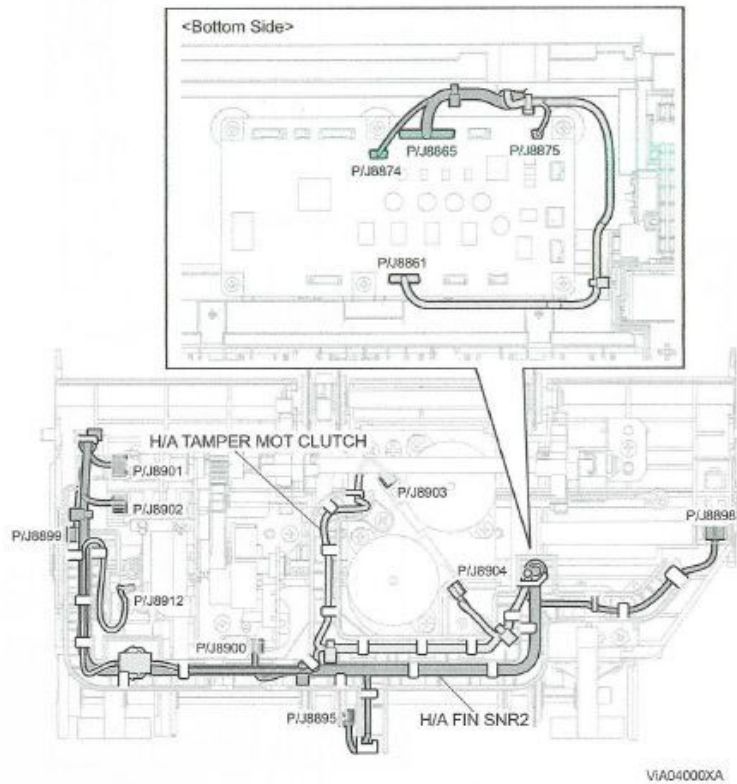 <Bottom Side>
P/J8865
P/J8875
P/J8874
P/J8861
H/A TAMPER MOT CLUTCH
P/J8901
P/J8903
P/J8902
P/J8898
P/J8899
P/J8904
P/J8912
P/J8900
P/J8895
H/A FIN SNR2
ViA04000XA